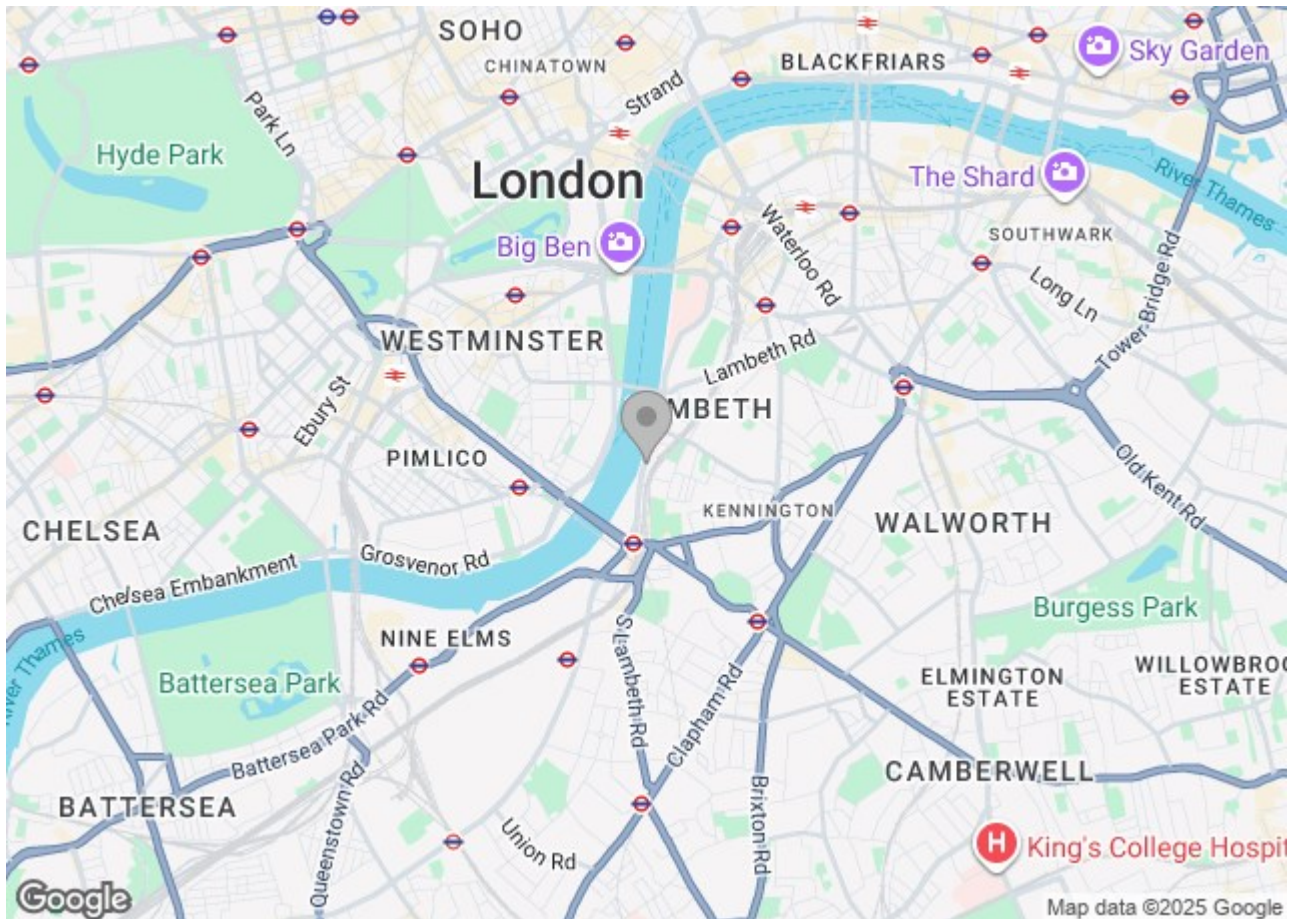 SOHO
CHINATOWN
Strand
BLACKFRIARS
Sky Garden
Park Ln
Hyde Park
London
The Shard
River Thames
Big Ben
Waterloo Rd
SOUTHWARK
Long Ln
Tower Bridge Rd
WESTMINSTER
Lambeth Rd
Ebury St
MBETH
PIMLICO
Old Kent Rd
KENNINGTON
WALWORTH
CHELSEA
Grosvenor Rd
Chelsea Embankment
Burgess Park
NINE ELMS
S Lambeth Rd
River Thames
Battersea Park
ELMINGTON
ESTATE
WILLOWBROO
ESTATE
Clapham Rd
Battersea Park Rd
CAMBERWELL
BATTERSEA
Queenstown Rd
Brixton Rd
Union Rd
H
King's College Hospit
Google
Map data ©2025 Google